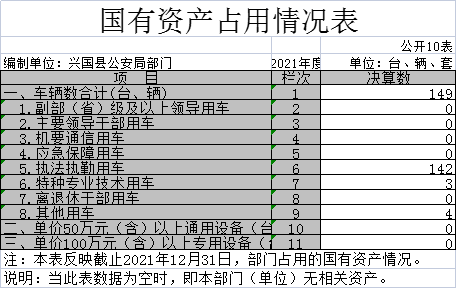 国有资产占用情况表
公开10表
编制单位：兴国县公安局部门 2021年度 单位：台、辆、套
项 目 栏次 决算数
一、车辆数合计(台、辆) 1 149
1.副部（省）级及以上领导用车 2 0
2.主要领导干部用车 3 0
3.机要通信用车 4 0
4.应急保障用车 5 0
5.执法执勤用车 6 142
6.特种专业技术用车 7 3
7.离退休干部用车 8 0
8.其他用车 9 4
二、单价50万元（含）以上通用设备（台 10 0
三、单价100万元（含）以上专用设备（ 11 0
注：本表反映截止2021年12月31日，部门占用的国有资产情况。
说明：当此表数据为空时，即本部门（单位）无相关资产。